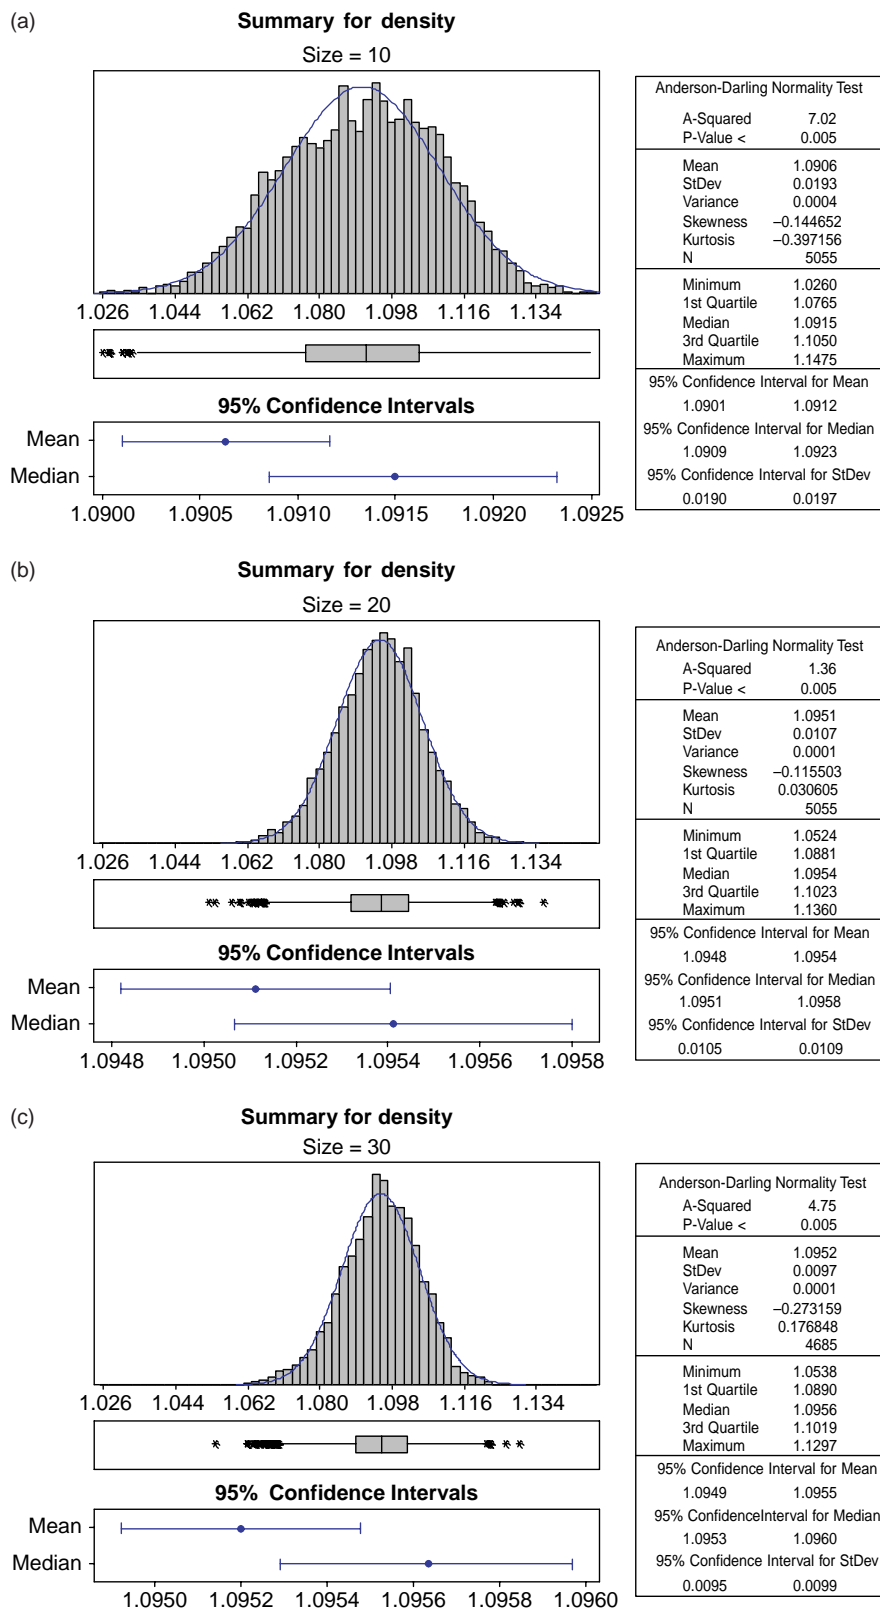 (a)
Summary for density
Size = 10
1.026 1.044 1.062 1.080 1.098 1.116 1.134
95% Confidence Intervals
Mean
Median
1.0900 1.0905 1.0910 1.0915 1.0920 1.0925
Anderson-Darling Normality Test
A-Squared 7.02
P-Value < 0.005
Mean 1.0906
StDev 0.0193
Variance 0.0004
Skewness –0.144652
Kurtosis –0.397156
N 5055
Minimum 1.0260
1st Quartile 1.0765
Median 1.0915
3rd Quartile 1.1050
Maximum 1.1475
95% Confidence Interval for Mean
1.0901 1.0912
95% Confidence Interval for Median
1.0909 1.0923
95% Confidence Interval for StDev
0.0190 0.0197
(b)
Summary for density
Size = 20
1.026 1.044 1.062 1.080 1.098 1.116 1.134
95% Confidence Intervals
Mean
Median
1.0948 1.0950 1.0952 1.0954 1.0956 1.0958
Anderson-Darling Normality Test
A-Squared 1.36
P-Value < 0.005
Mean 1.0951
StDev 0.0107
Variance 0.0001
Skewness –0.115503
Kurtosis 0.030605
N 5055
Minimum 1.0524
1st Quartile 1.0881
Median 1.0954
3rd Quartile 1.1023
Maximum 1.1360
95% Confidence Interval for Mean
1.0948 1.0954
95% Confidence Interval for Median
1.0951 1.0958
95% Confidence Interval for StDev
0.0105 0.0109
(c)
Summary for density
Size = 30
1.026 1.044 1.062 1.080 1.098 1.116 1.134
95% Confidence Intervals
Mean
Median
1.0950 1.0952 1.0954 1.0956 1.0958 1.0960
Anderson-Darling Normality Test
A-Squared 4.75
P-Value < 0.005
Mean 1.0952
StDev 0.0097
Variance 0.0001
Skewness –0.273159
Kurtosis 0.176848
N 4685
Minimum 1.0538
1st Quartile 1.0890
Median 1.0956
3rd Quartile 1.1019
Maximum 1.1297
95% Confidence Interval for Mean
1.0949 1.0955
95% ConfidenceInterval for Median
1.0953 1.0960
95% Confidence Interval for StDev
0.0095 0.0099